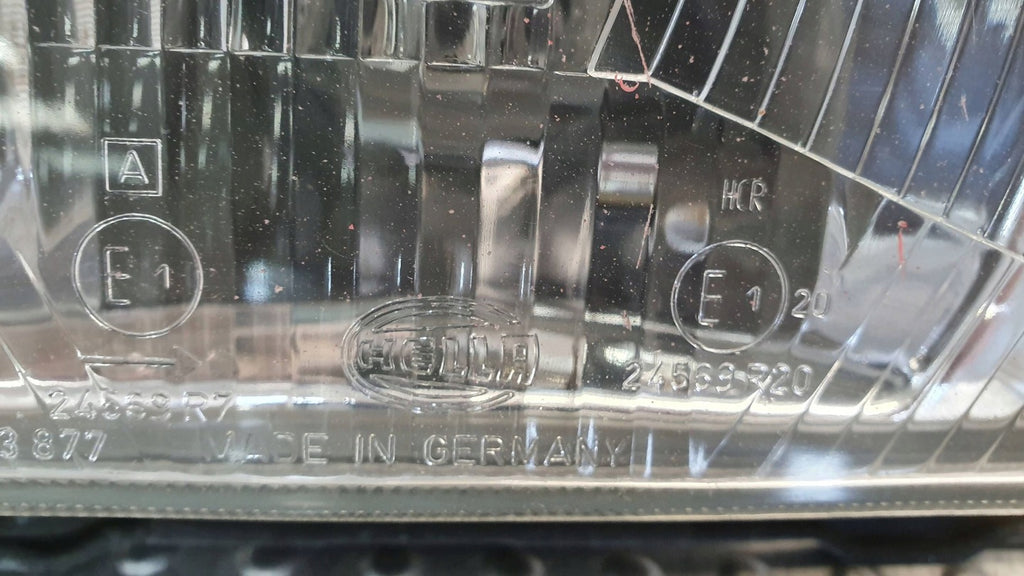 A
HCR
E 1
E 1 20
HELLA
24569 R7
24569 R20
3 877
MADE IN GERMANY